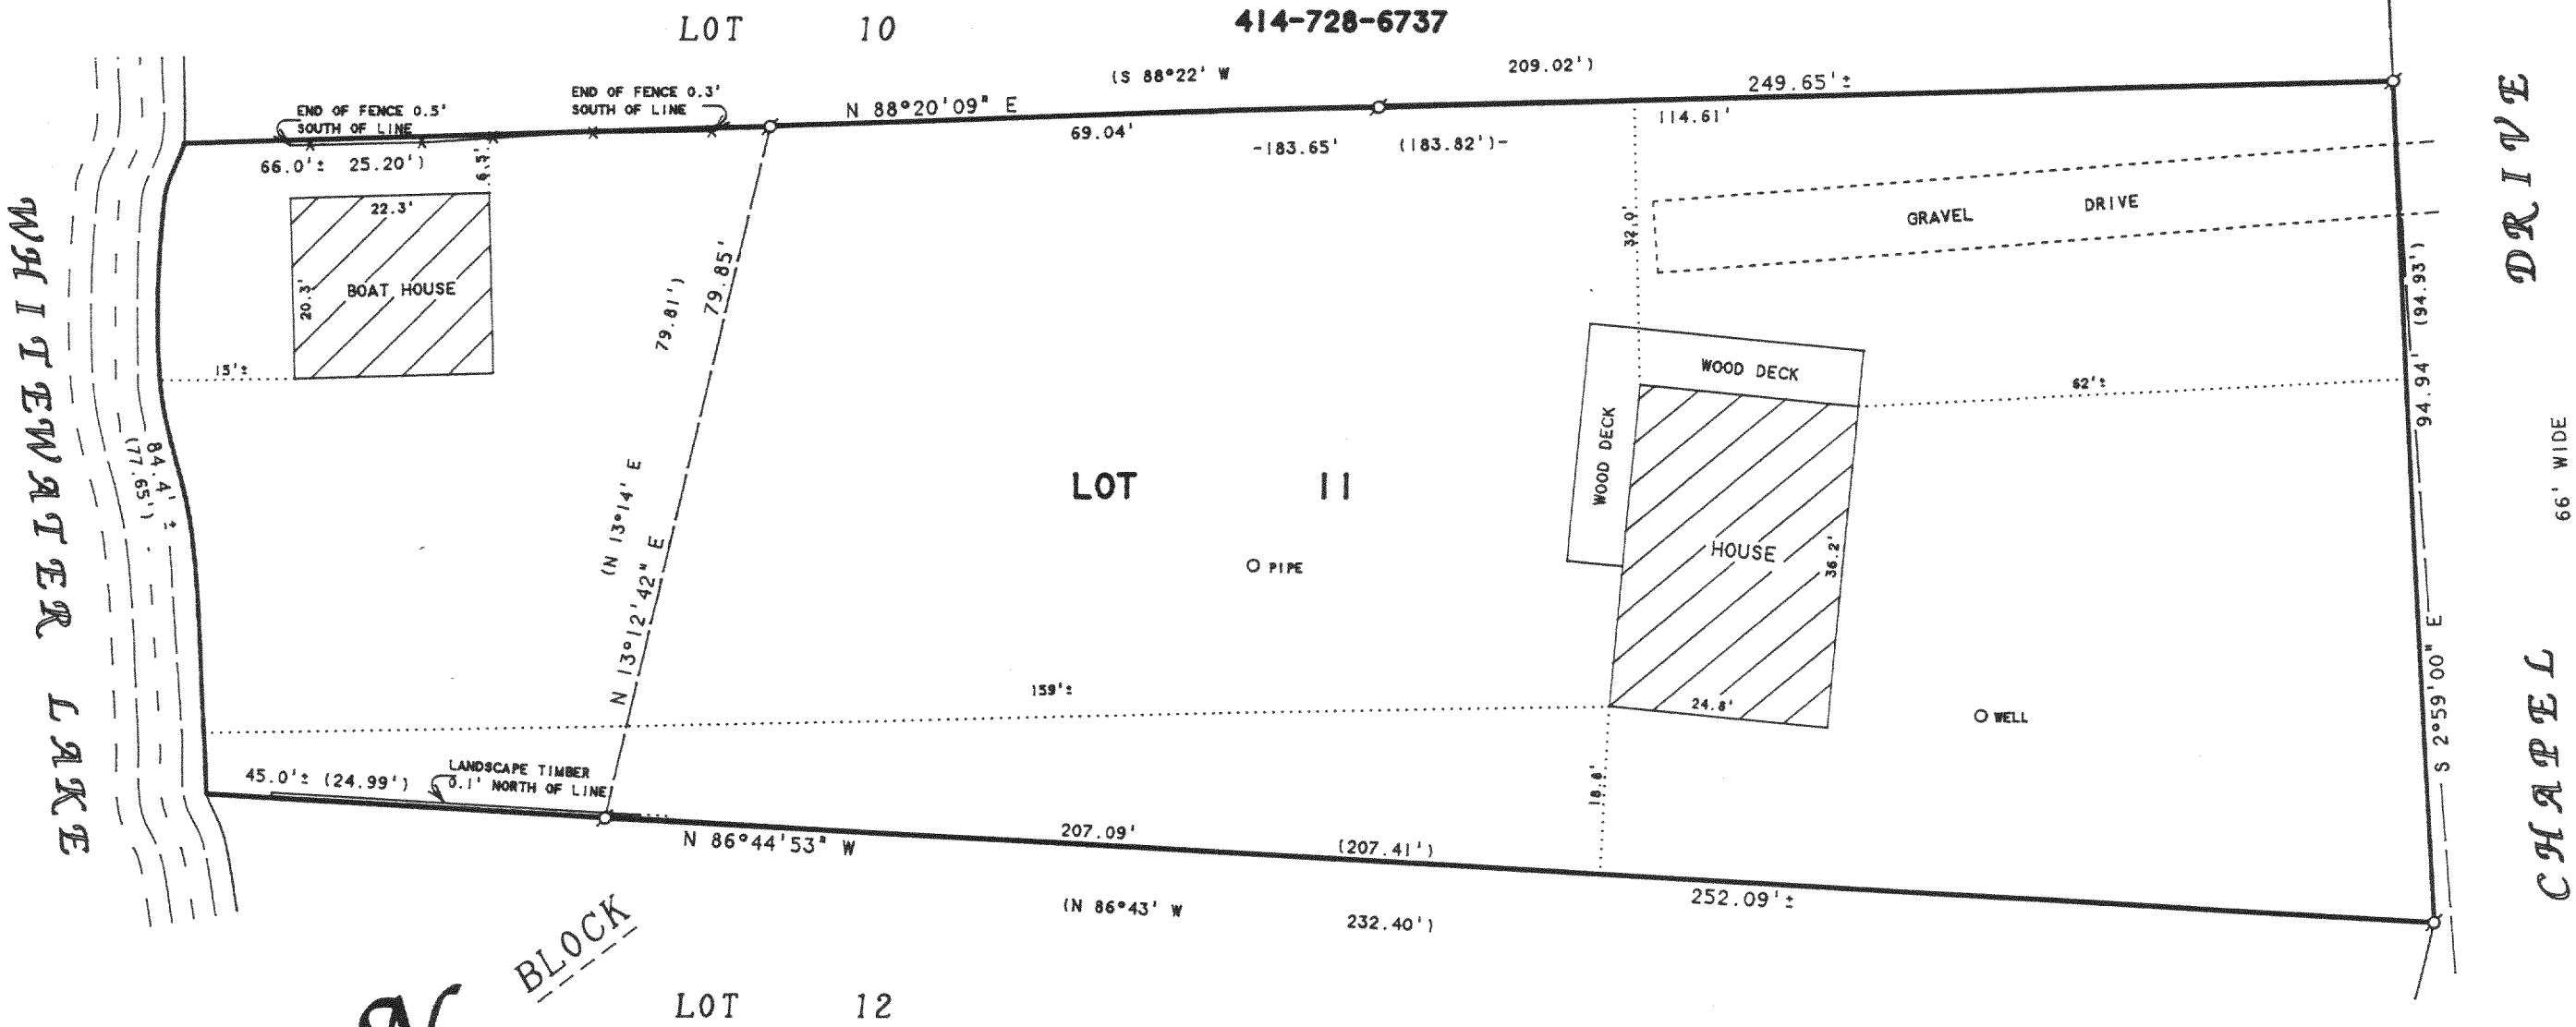 LOT 10
414-728-6737
(S 88°22' W 209.02')
249.65'±
END OF FENCE 0.5'
SOUTH OF LINE
END OF FENCE 0.3'
SOUTH OF LINE
N 88°20'09" E
69.04'
114.61'
-183.65' (183.82')-
66.0'± 25.20')
6.5'
22.3'
20.3'
BOAT HOUSE
15'±
79.81')
79.85'
(N 13°14' E
N 13°12'42" E
32.0'
GRAVEL DRIVE
WOOD DECK
WOOD DECK
62'±
(94.93')
94.94'
S 2°59'00" E
DRIVE
66' WIDE
CHAPEL
WHITEWATER LAKE
84.4'±
(77.65')
LOT 11
PIPE
HOUSE
36.2'
24.8'
WELL
159'±
18.8'
45.0'± (24.99')
LANDSCAPE TIMBER
0.1' NORTH OF LINE
N 86°44'53" W
207.09'
(207.41')
(N 86°43' W 232.40')
252.09'±
BLOCK
LOT 12